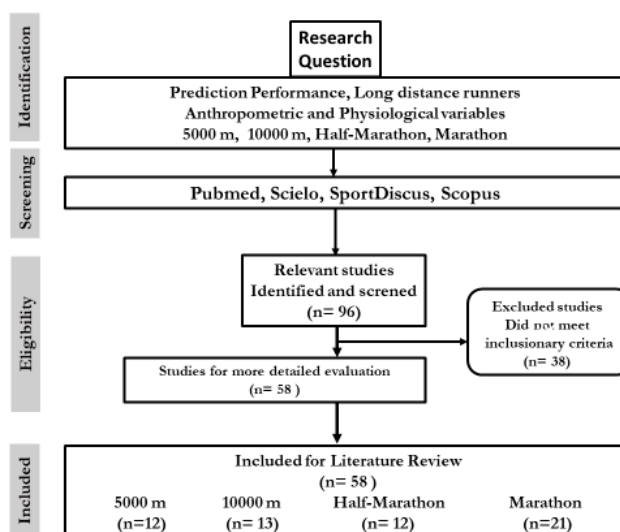 Identification
Research
Question
Prediction Performance, Long distance runners
Anthropometric and Physiological variables
5000 m, 10000 m, Half-Marathon, Marathon
Screening
Pubmed, Scielo, SportDiscus, Scopus
Eligibility
Relevant studies
Identified and screned
(n= 96)
Excluded studies
Did not meet
inclusionary criteria
(n= 38)
Studies for more detailed evaluation
(n= 58 )
Included
Included for Literature Review
(n= 58 )
5000 m 10000 m Half-Marathon Marathon
(n=12) (n= 13) (n= 12) (n=21)